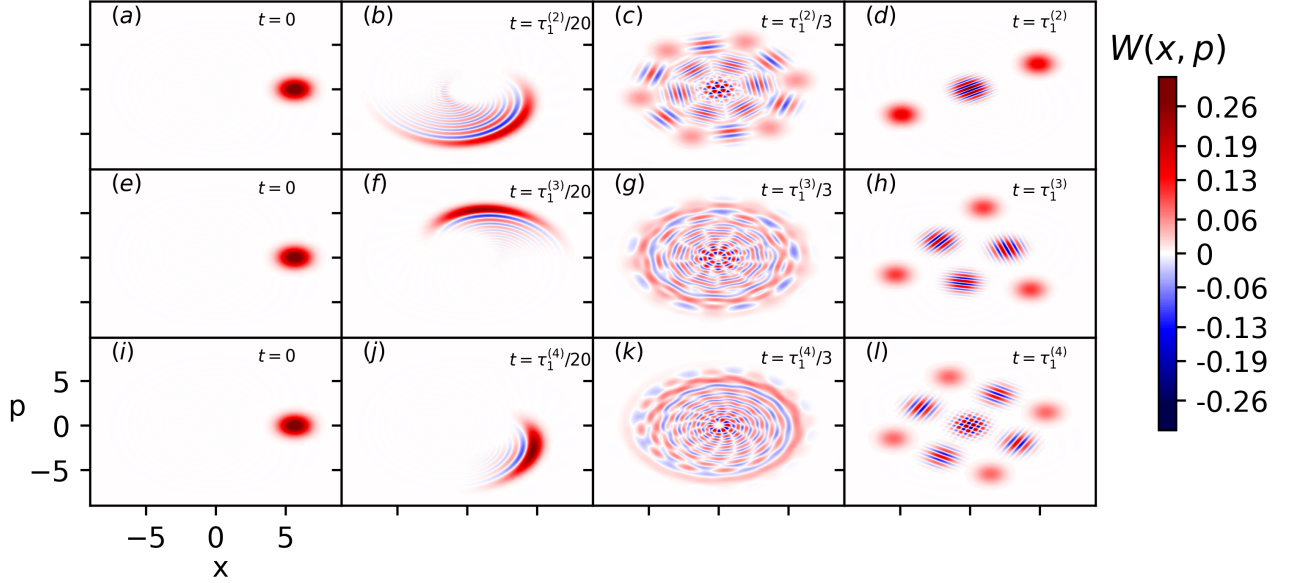 (a) t = 0
(b) t = τ₁⁽²⁾/20
(c) t = τ₁⁽²⁾/3
(d) t = τ₁⁽²⁾
W(x, p)
(e) t = 0
(f) t = τ₁⁽³⁾/20
(g) t = τ₁⁽³⁾/3
(h) t = τ₁⁽³⁾
(i) t = 0
(j) t = τ₁⁽⁴⁾/20
(k) t = τ₁⁽⁴⁾/3
(l) t = τ₁⁽⁴⁾
0.26
0.19
0.13
0.06
0
-0.06
-0.13
-0.19
-0.26
p
5
0
−5
−5 0 5
x